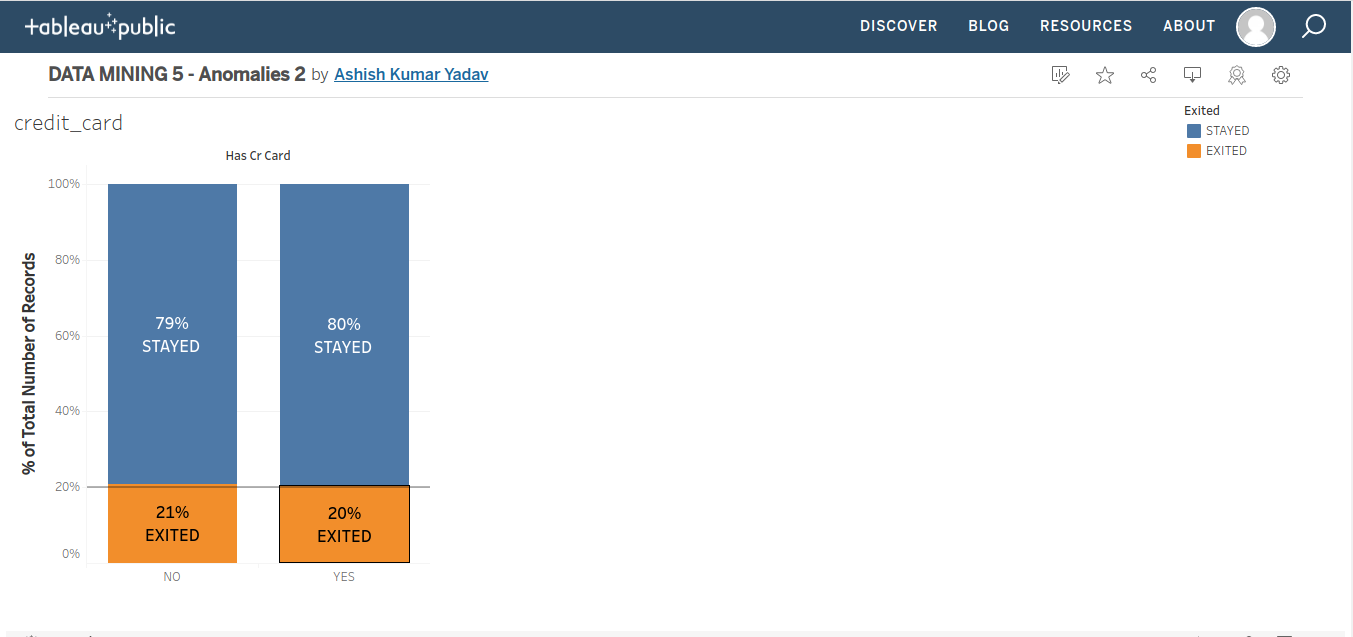 tableau public
DISCOVER BLOG RESOURCES ABOUT
DATA MINING 5 - Anomalies 2 by Ashish Kumar Yadav
credit_card
Exited
STAYED
EXITED
Has Cr Card
% of Total Number of Records
100%
80%
60%
40%
20%
0%
79%
STAYED
80%
STAYED
21%
EXITED
20%
EXITED
NO
YES